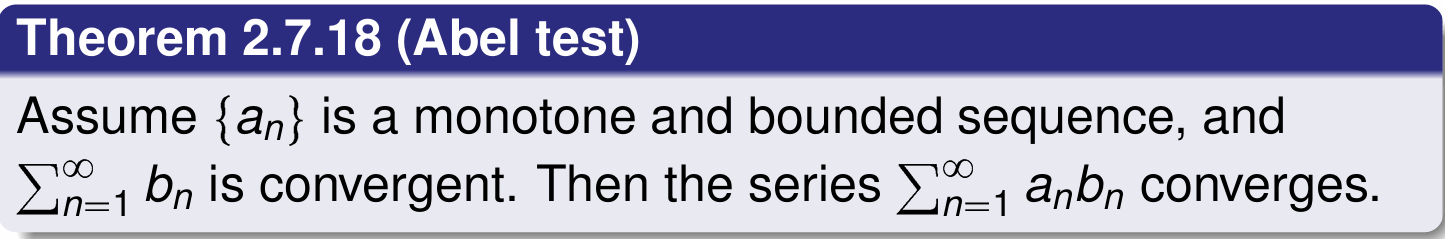 Theorem 2.7.18 (Abel test)
Assume {aₙ} is a monotone and bounded sequence, and
∑ₙ₌₁^∞ bₙ is convergent. Then the series ∑ₙ₌₁^∞ aₙbₙ converges.